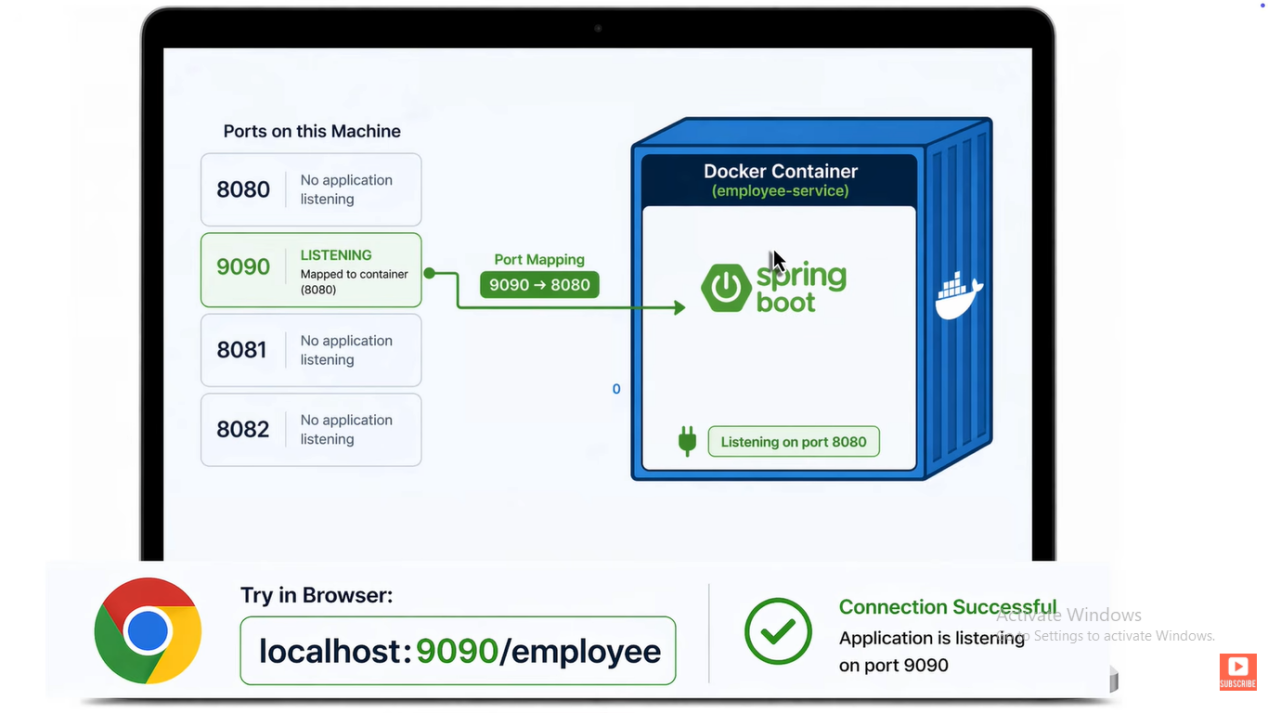 Ports on this Machine
8080
No application
listening
9090
LISTENING
Mapped to container
(8080)
8081
No application
listening
8082
No application
listening
Port Mapping
9090 → 8080
0
Docker Container
(employee-service)
spring
boot
Listening on port 8080
Try in Browser:
localhost:9090/employee
Connection Successful
Application is listening
on port 9090
Activate Windows
Go to Settings to activate Windows.
SUBSCRIBE